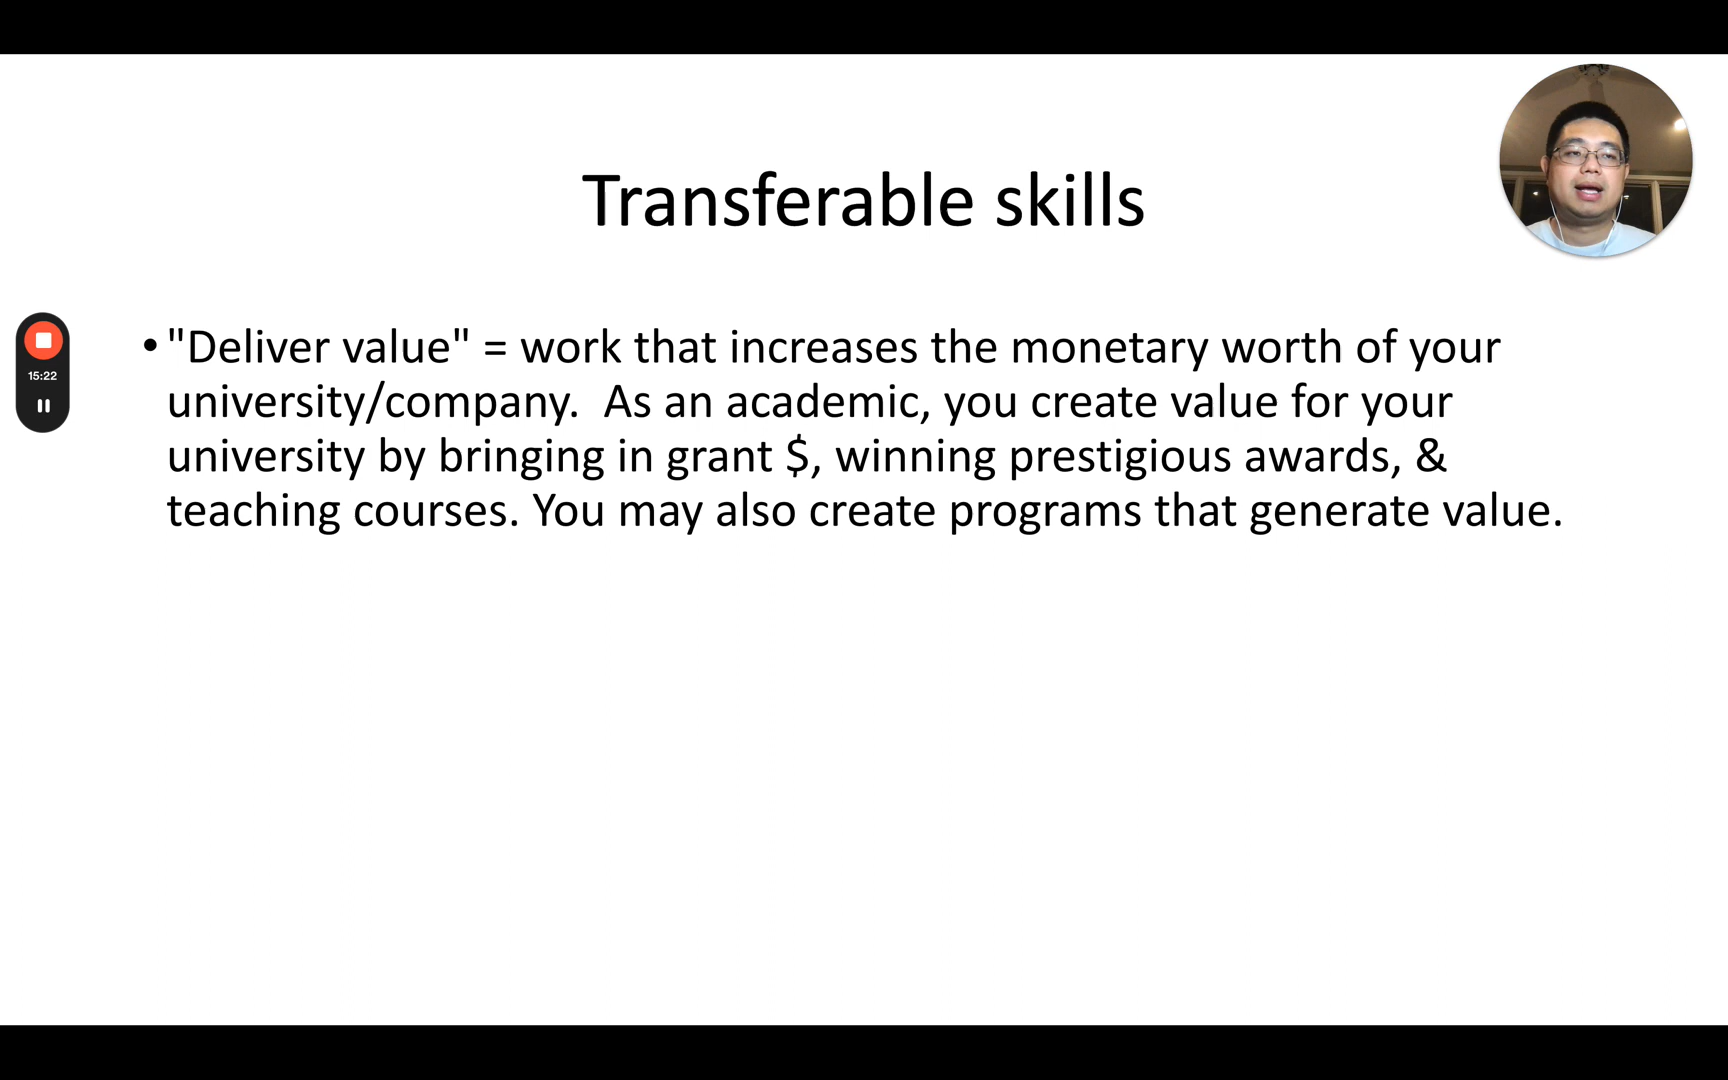 Transferable skills
15:22
• "Deliver value" = work that increases the monetary worth of your
university/company.  As an academic, you create value for your
university by bringing in grant $, winning prestigious awards, &
teaching courses. You may also create programs that generate value.